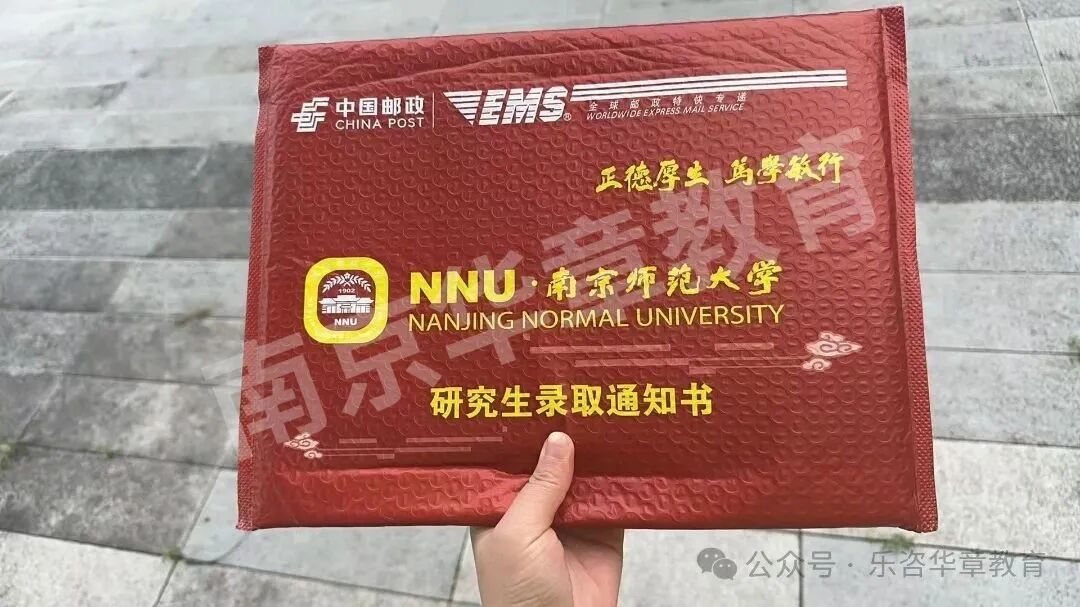 中国邮政
CHINA POST
EMS®
全球邮政特快专递
WORLDWIDE EXPRESS MAIL SERVICE
正德厚生 笃學敏行
1902
NNU
NNU·南京师范大学
NANJING NORMAL UNIVERSITY
研究生录取通知书
南京华章教育
公众号·乐咨华章教育